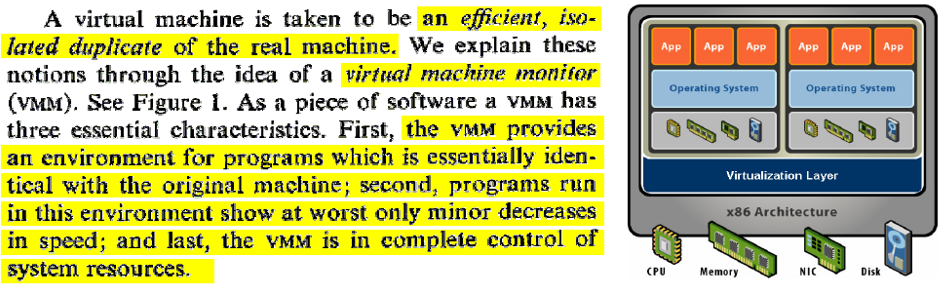 A virtual machine is taken to be an efficient, iso-
lated duplicate of the real machine. We explain these
notions through the idea of a virtual machine monitor
(VMM). See Figure 1. As a piece of software a VMM has
three essential characteristics. First, the VMM provides
an environment for programs which is essentially iden-
tical with the original machine; second, programs run
in this environment show at worst only minor decreases
in speed; and last, the VMM is in complete control of
system resources.
App App App App App App
Operating System Operating System
Virtualization Layer
x86 Architecture
CPU Memory NIC Disk